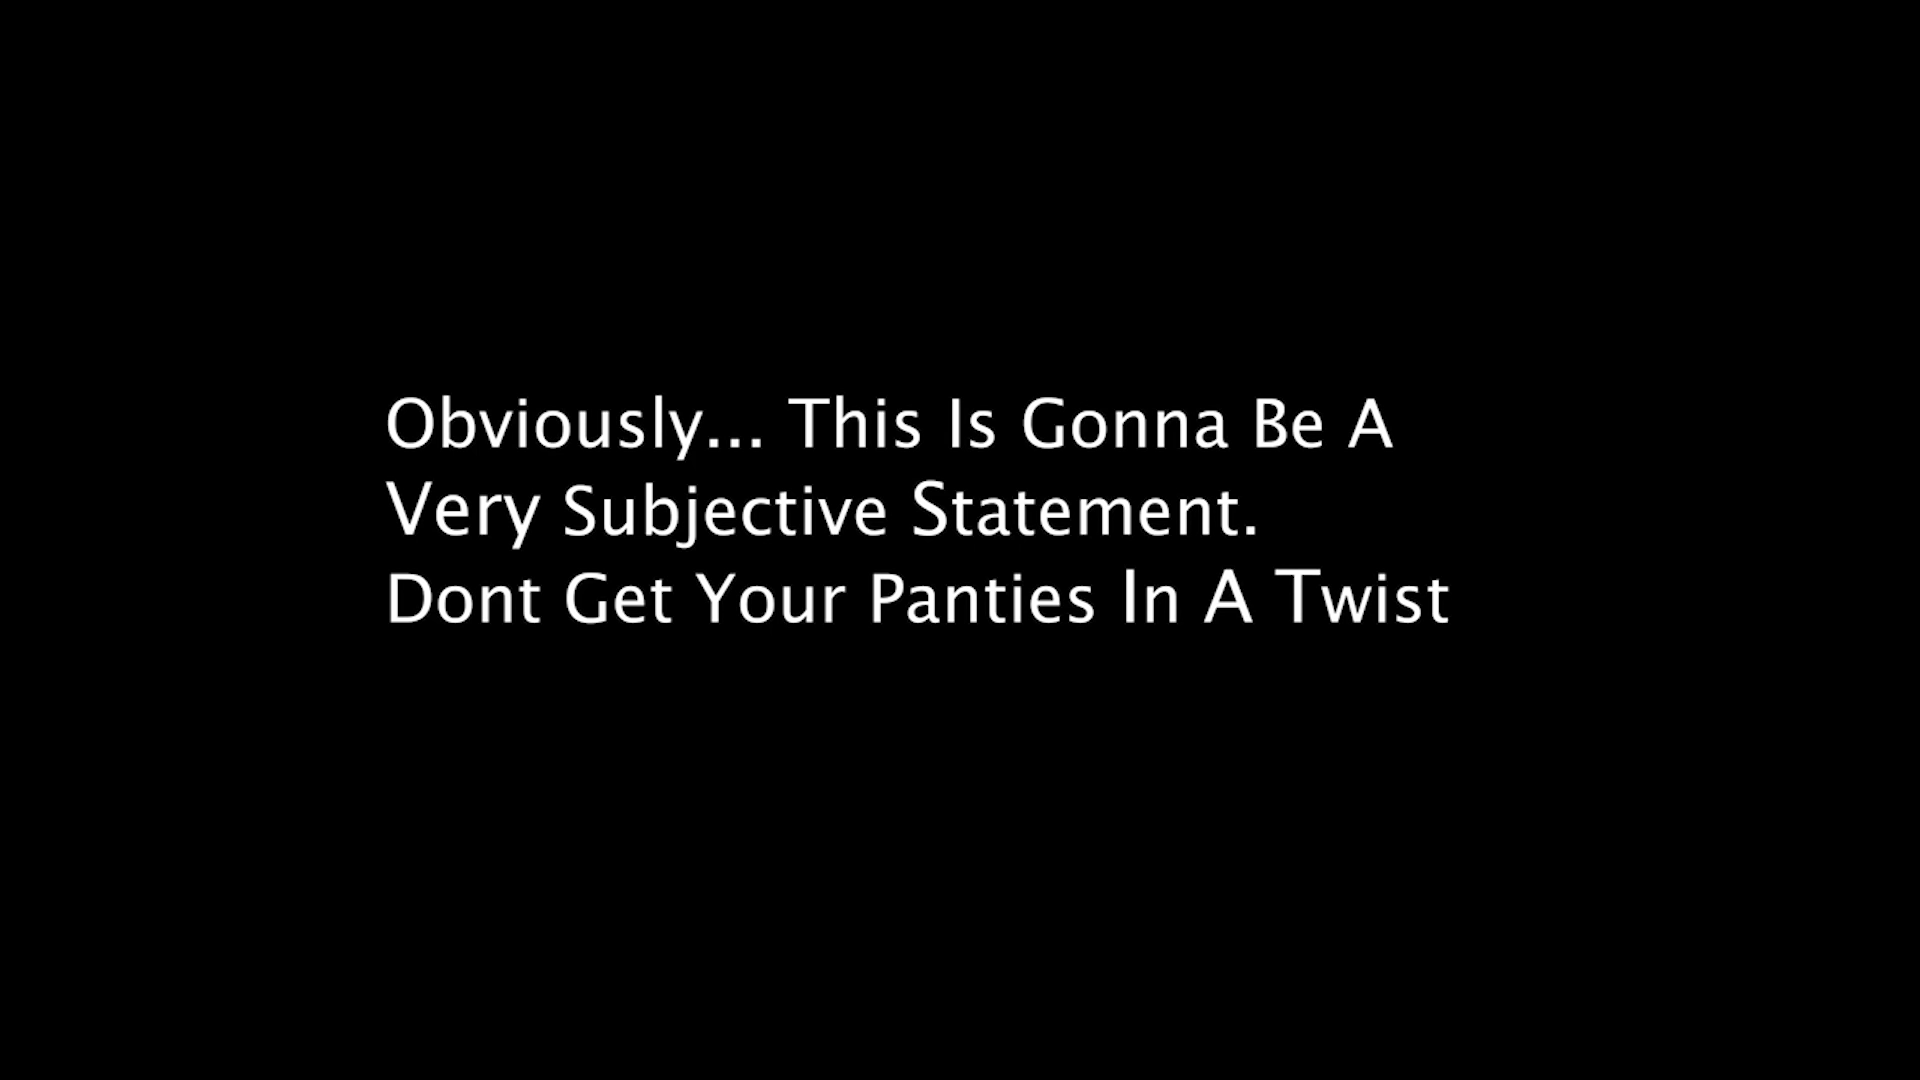 Obviously... This Is Gonna Be A
Very Subjective Statement.
Dont Get Your Panties In A Twist